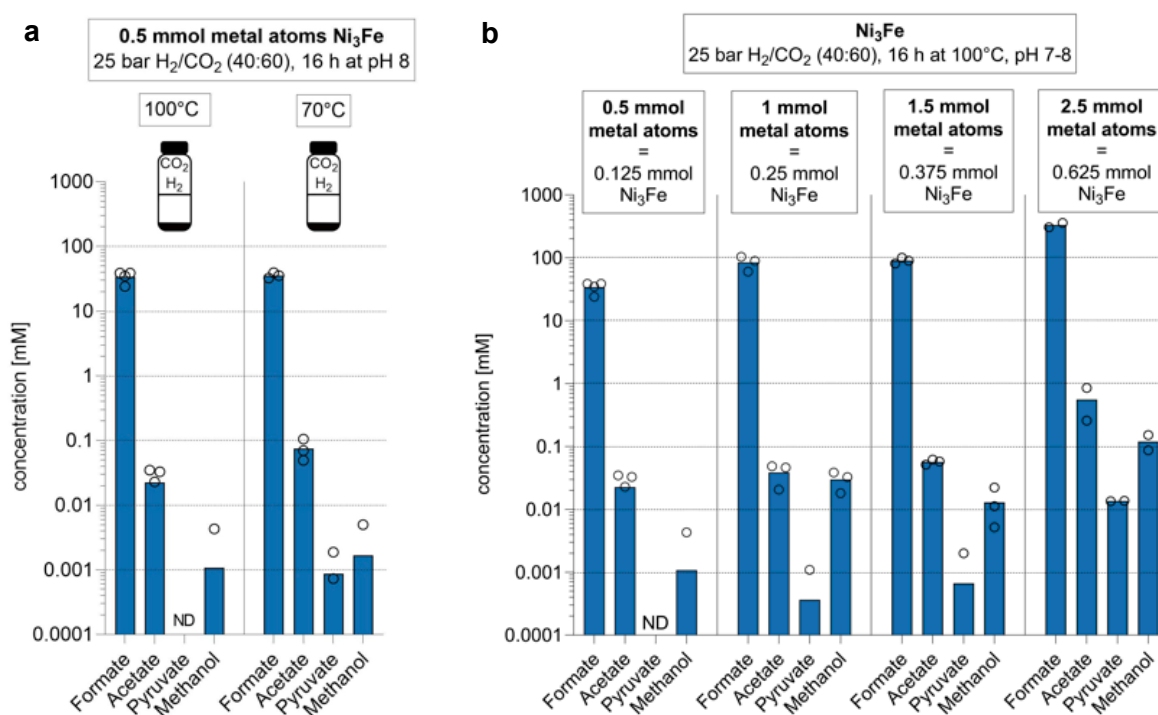 a
0.5 mmol metal atoms Ni₃Fe
25 bar H₂/CO₂ (40:60), 16 h at pH 8
100°C
70°C
CO₂
H₂
CO₂
H₂
concentration [mM]
1000
100
10
1
0.1
0.01
0.001
0.0001
ND
Formate
Acetate
Pyruvate
Methanol
Formate
Acetate
Pyruvate
Methanol
b
Ni₃Fe
25 bar H₂/CO₂ (40:60), 16 h at 100°C, pH 7-8
0.5 mmol
metal atoms
=
0.125 mmol
Ni₃Fe
1 mmol
metal atoms
=
0.25 mmol
Ni₃Fe
1.5 mmol
metal atoms
=
0.375 mmol
Ni₃Fe
2.5 mmol
metal atoms
=
0.625 mmol
Ni₃Fe
concentration [mM]
1000
100
10
1
0.1
0.01
0.001
0.0001
ND
Formate
Acetate
Pyruvate
Methanol
Formate
Acetate
Pyruvate
Methanol
Formate
Acetate
Pyruvate
Methanol
Formate
Acetate
Pyruvate
Methanol